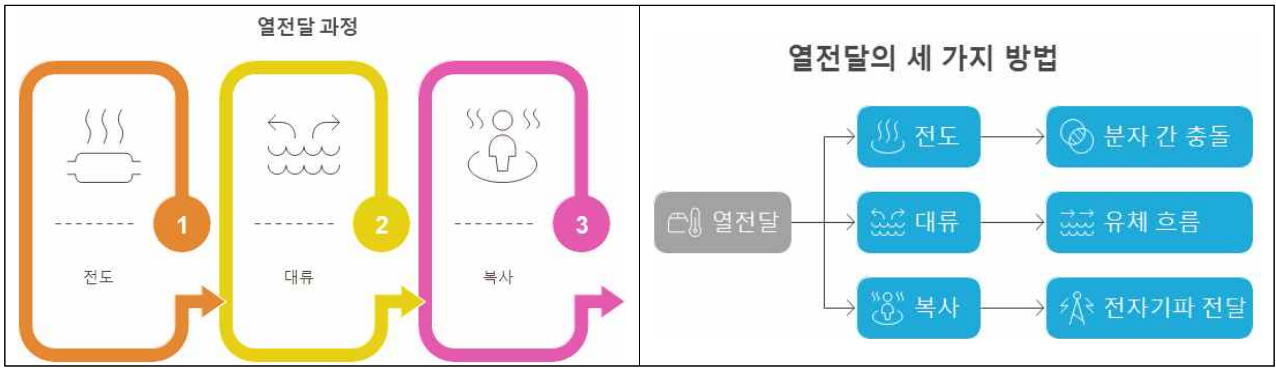 열전달 과정
1
전도
2
대류
3
복사
열전달의 세 가지 방법
열전달
전도
분자 간 충돌
대류
유체 흐름
복사
전자기파 전달